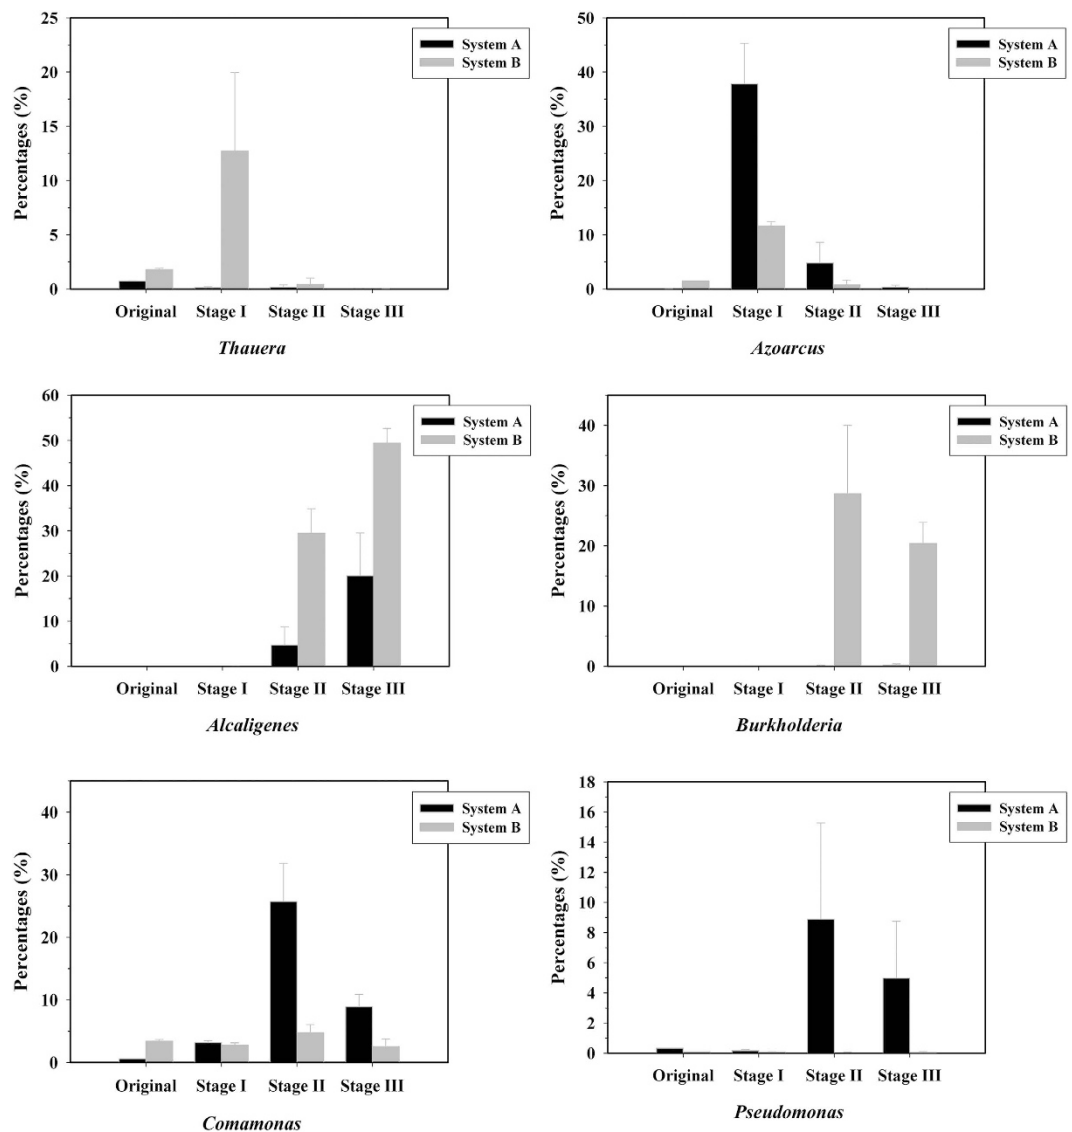 25
20
15
10
5
0
Percentages (%)
System A
System B
Original Stage I Stage II Stage III
Thauera
50
40
30
20
10
0
Percentages (%)
System A
System B
Original Stage I Stage II Stage III
Azoarcus
60
50
40
30
20
10
0
Percentages (%)
System A
System B
Original Stage I Stage II Stage III
Alcaligenes
40
30
20
10
0
Percentages (%)
System A
System B
Original Stage I Stage II Stage III
Burkholderia
40
30
20
10
0
Percentages (%)
System A
System B
Original Stage I Stage II Stage III
Comamonas
18
16
14
12
10
8
6
4
2
0
Percentages (%)
System A
System B
Original Stage I Stage II Stage III
Pseudomonas